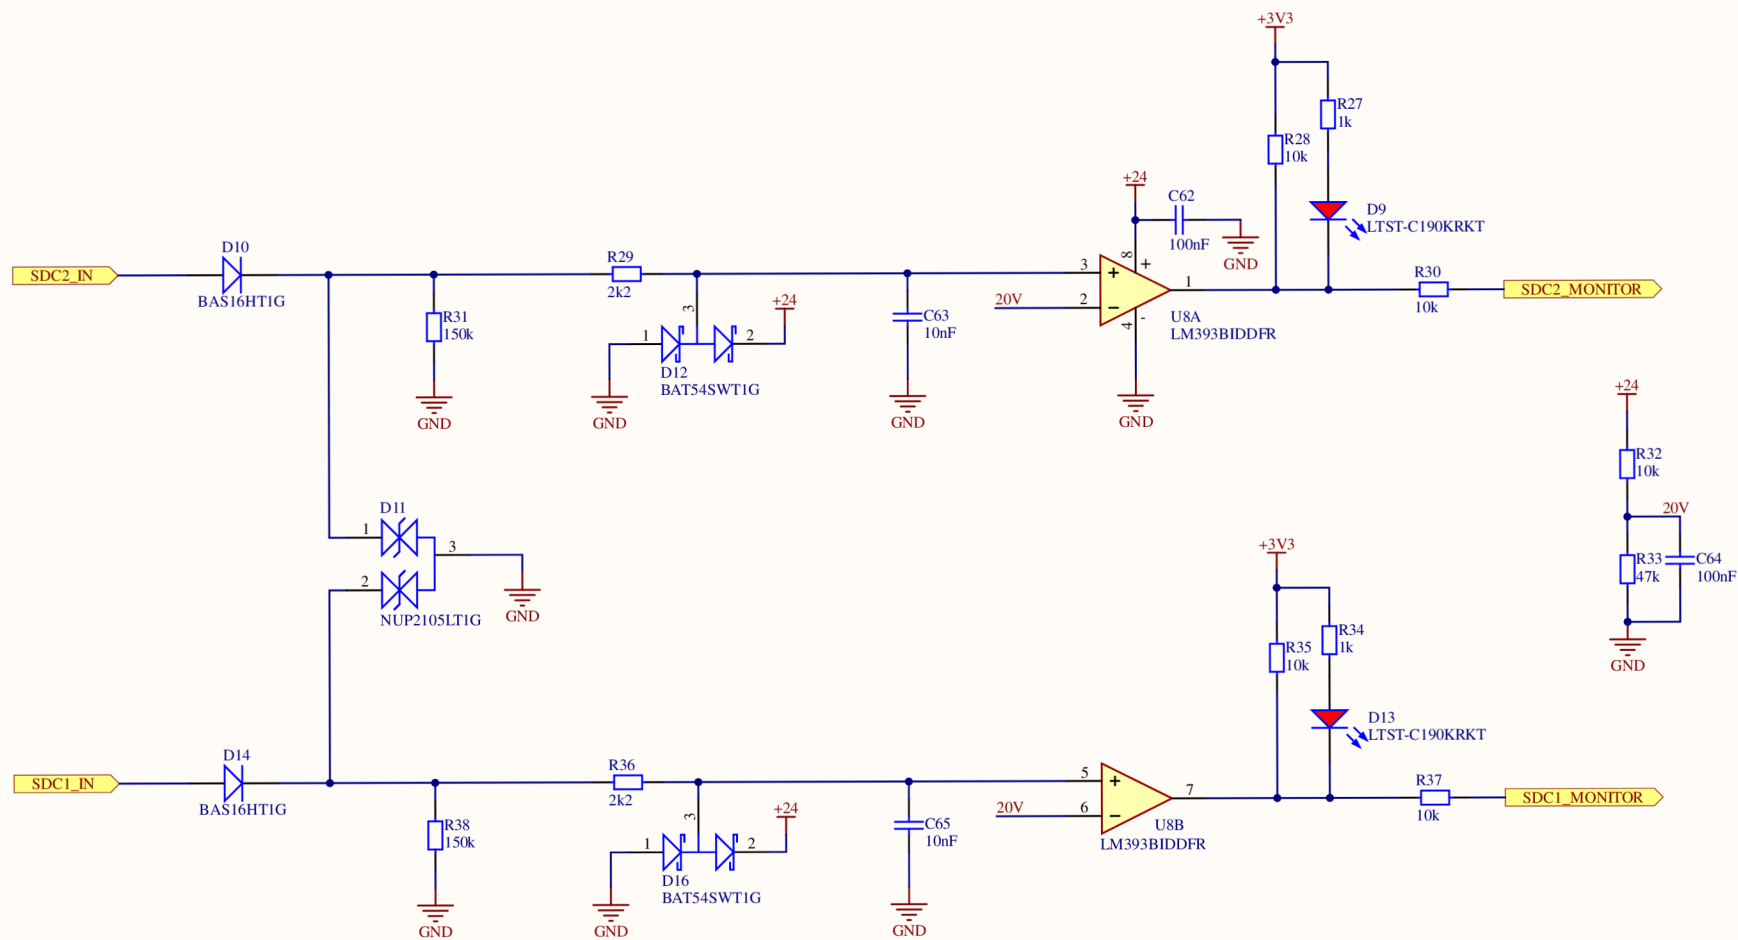 +3V3
R27
1k
R28
10k
+24
C62
100nF
GND
D9
LTST-C190KRKT
SDC2_IN
D10
BAS16HT1G
R29
2k2
R31
150k
GND
3
1
2
+24
D12
BAT54SWT1G
GND
C63
10nF
GND
20V
3
2
8
4
+
-
+
-
1
U8A
LM393BIDDFR
GND
R30
10k
SDC2_MONITOR
+24
R32
10k
20V
R33
47k
C64
100nF
GND
D11
1
2
3
NUP2105LT1G
GND
+3V3
R34
1k
R35
10k
D13
LTST-C190KRKT
SDC1_IN
D14
BAS16HT1G
R36
2k2
R38
150k
GND
3
1
2
+24
D16
BAT54SWT1G
GND
C65
10nF
GND
20V
5
6
+
-
7
U8B
LM393BIDDFR
R37
10k
SDC1_MONITOR